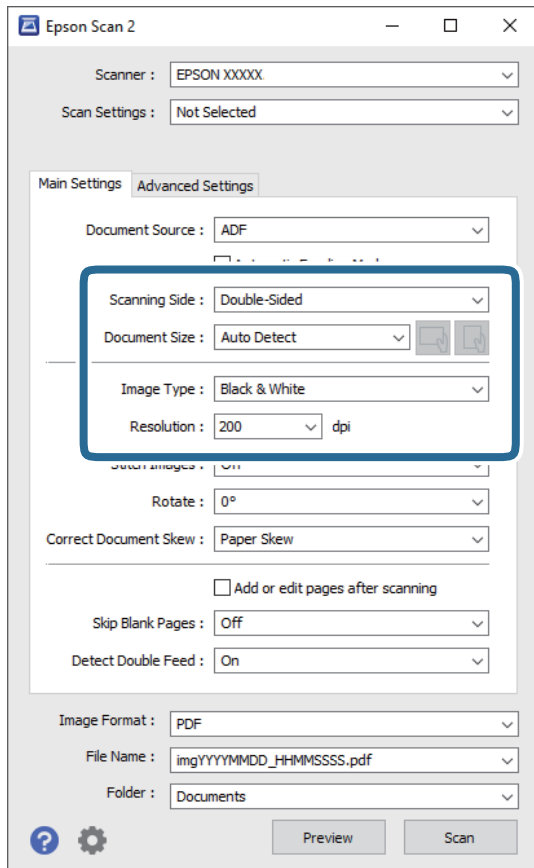 Epson Scan 2
Scanner : EPSON XXXXX
Scan Settings : Not Selected
Main Settings Advanced Settings
Document Source : ADF
Scanning Side : Double-Sided
Document Size : Auto Detect
Image Type : Black & White
Resolution : 200 dpi
Stitch Images : On
Rotate : 0°
Correct Document Skew : Paper Skew
Add or edit pages after scanning
Skip Blank Pages : Off
Detect Double Feed : On
Image Format : PDF
File Name : imgYYYYMMDD_HHMMSSSS.pdf
Folder : Documents
? Preview Scan